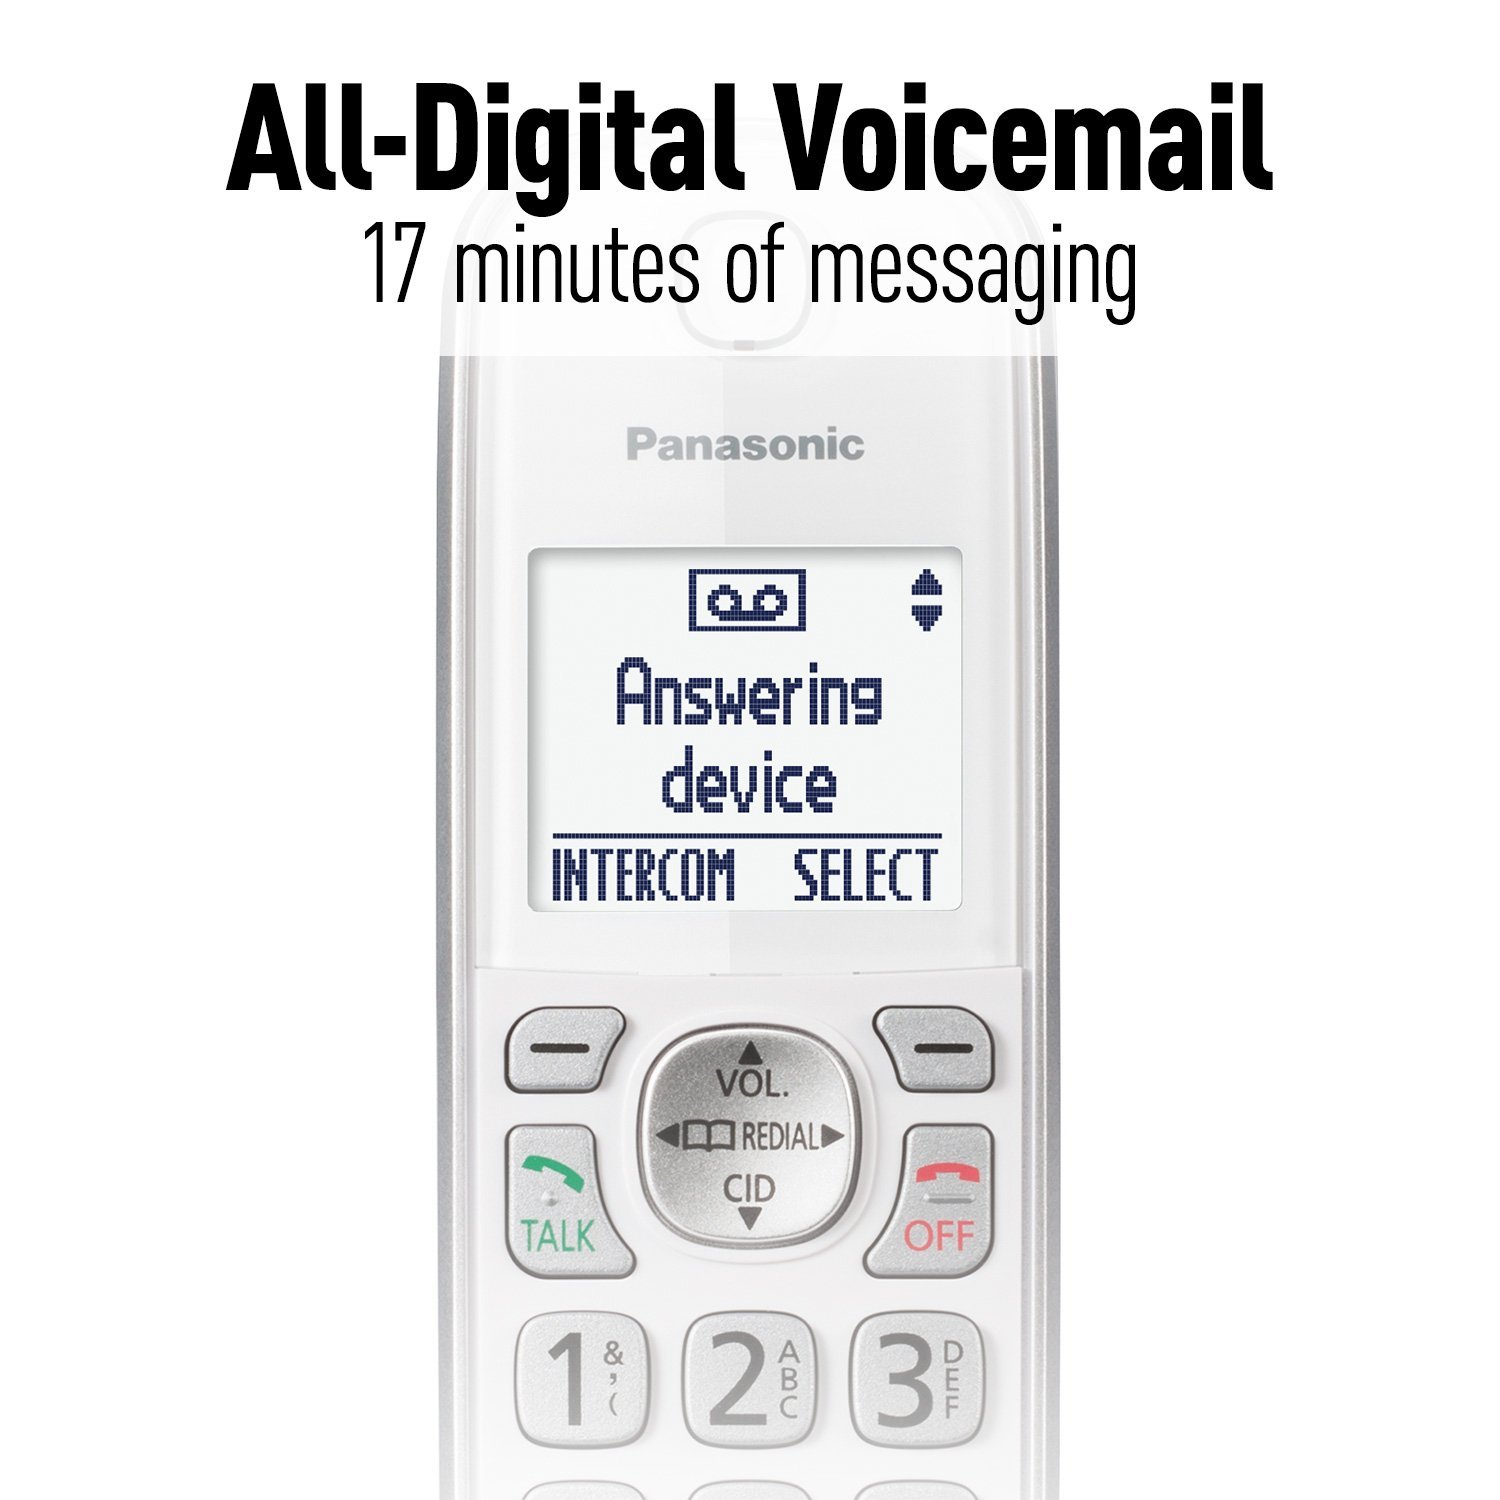 All-Digital Voicemail
17 minutes of messaging
Panasonic
Answering
device
INTERCOM SELECT
VOL.
REDIAL
CID
TALK
OFF
1 & , (
2 A B C
3 D E F